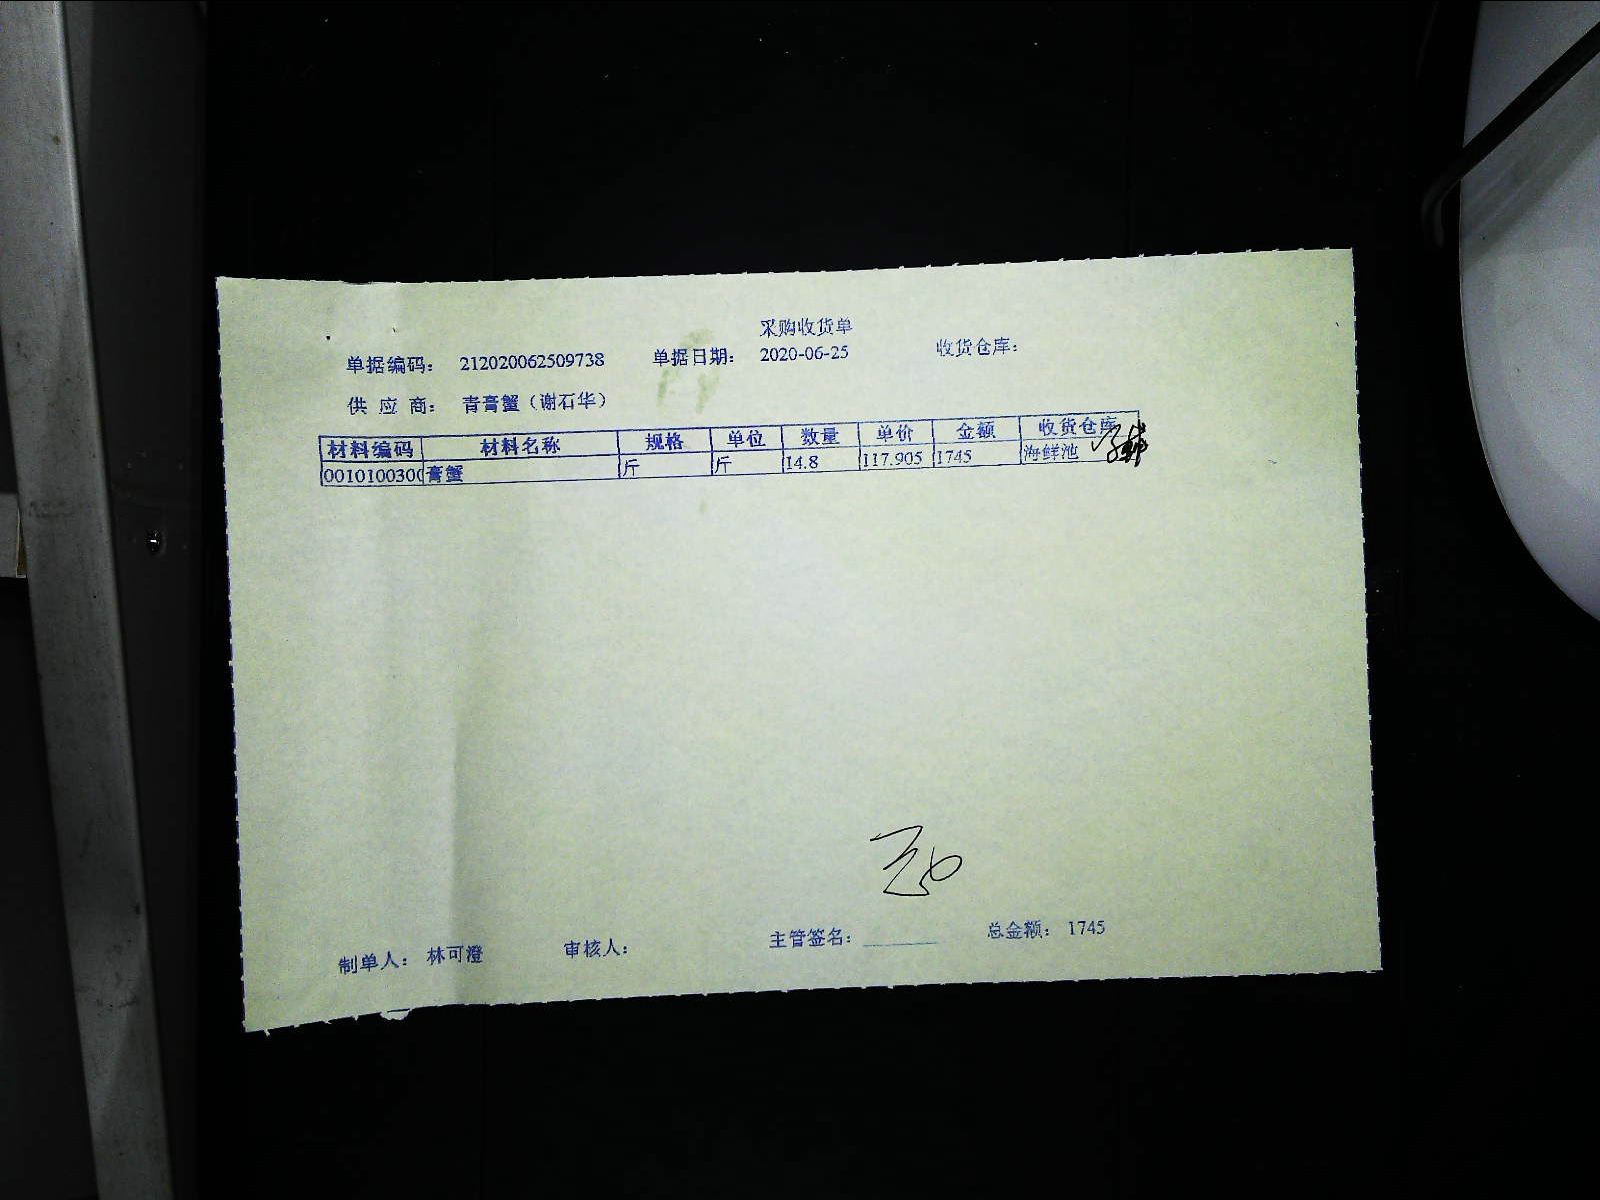 采购收货单
单据编码: 212020062509738 单据日期: 2020-06-25 收货仓库:
供 应 商: 青膏蟹（谢石华）
材料编码 材料名称 规格 单位 数量 单价 金额 收货仓库
0010100300 膏蟹 斤 斤 14.8 117.905 1745 海鲜池
制单人: 林可澄 审核人: 主管签名: 总金额: 1745